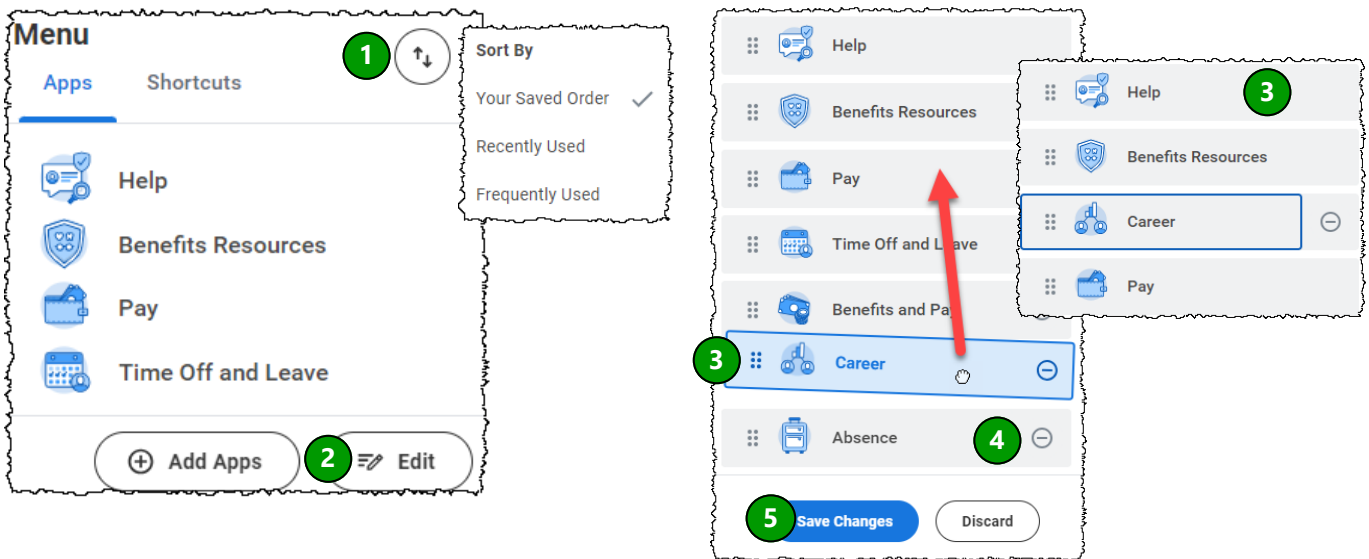 Menu
1
Apps
Shortcuts
Help
Benefits Resources
Pay
Time Off and Leave
Add Apps
2
Edit
Sort By
Your Saved Order
Recently Used
Frequently Used
Help
Benefits Resources
Pay
Time Off and Leave
Benefits and Pay
3
Career
Absence
4
5
Save Changes
Discard
Help
3
Benefits Resources
Career
Pay